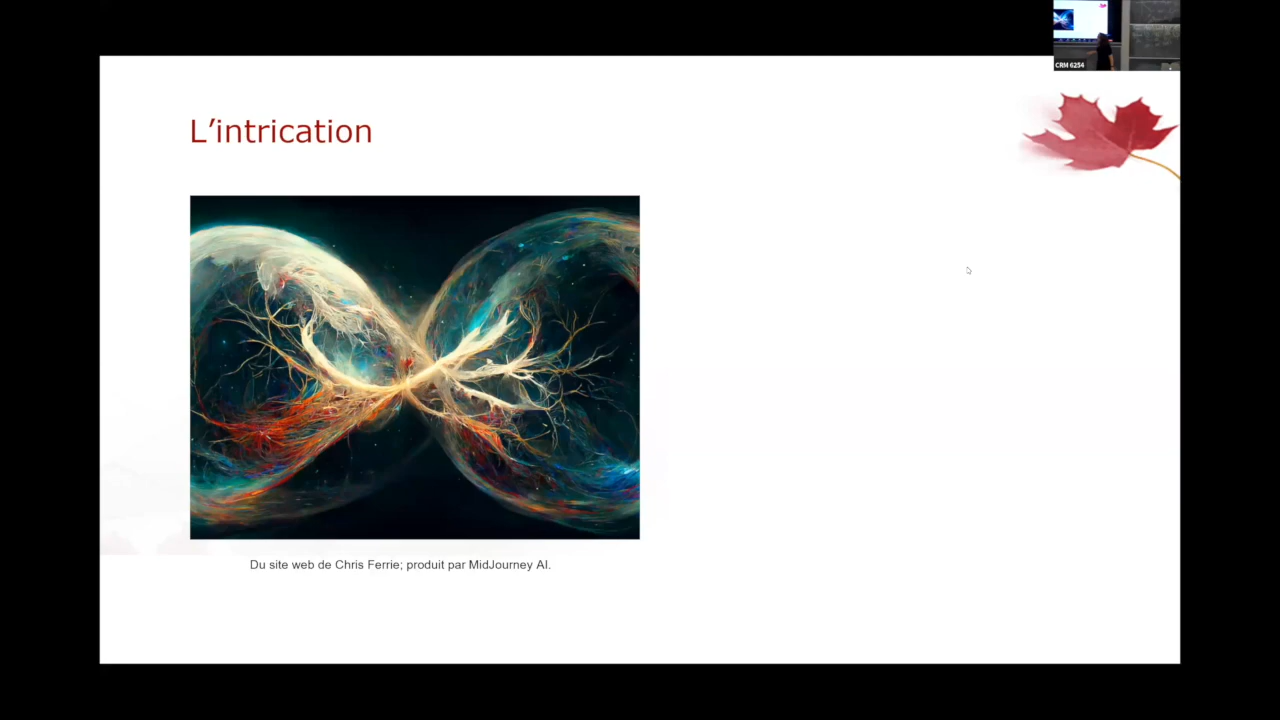 CRM 6254
L'intrication
Du site web de Chris Ferrie; produit par MidJourney AI.